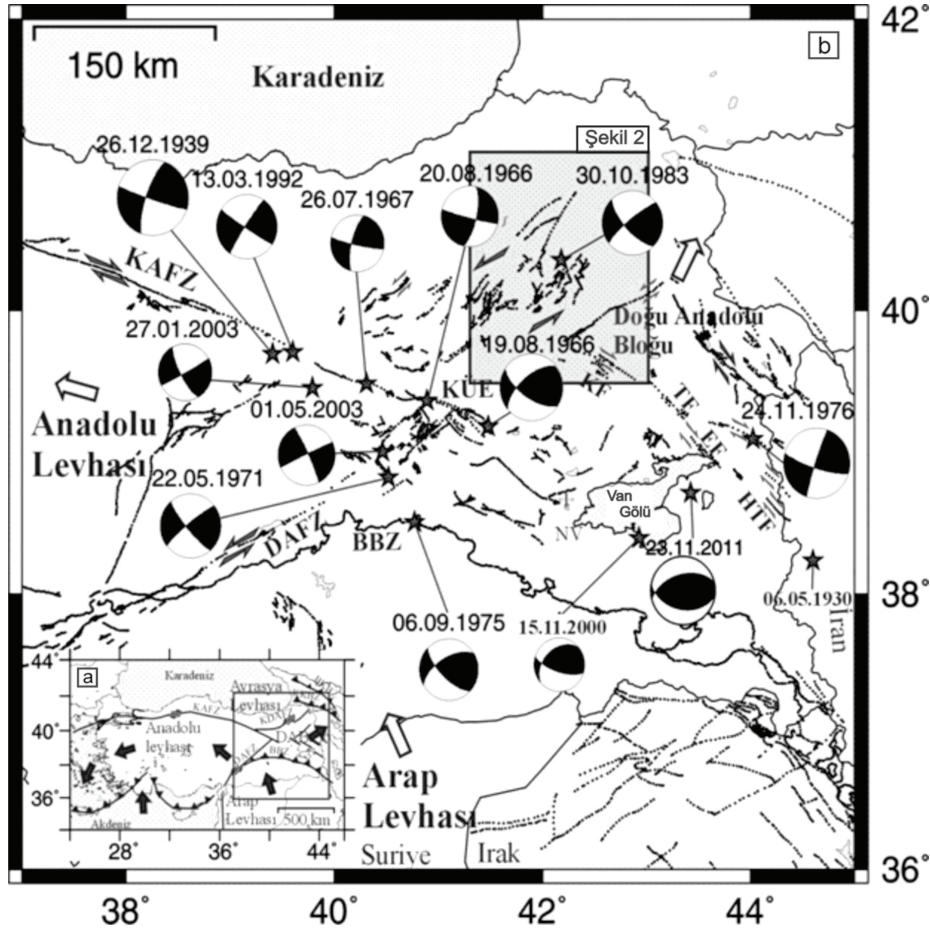 42°
150 km
b
Karadeniz
Şekil 2
26.12.1939
13.03.1992
26.07.1967
20.08.1966
30.10.1983
KAFZ
40°
Doğu Anadolu
Bloğu
27.01.2003
19.08.1966
KÜE
KF
TF
EF
Anadolu
Levhası
01.05.2003
24.11.1976
22.05.1971
Van
Gölü
HTF
NV
DAFZ
BBZ
23.11.2011
06.05.1930
38°
İran
06.09.1975
15.11.2000
44°
a
Karadeniz
Avrasya
Levhası
KAFZ
40°
Anadolu
levhası
BBZ
36°
Arap
Levhası
500 km
Akdeniz
28°
36°
44°
Arap
Levhası
Suriye
Irak
36°
38°
40°
42°
44°